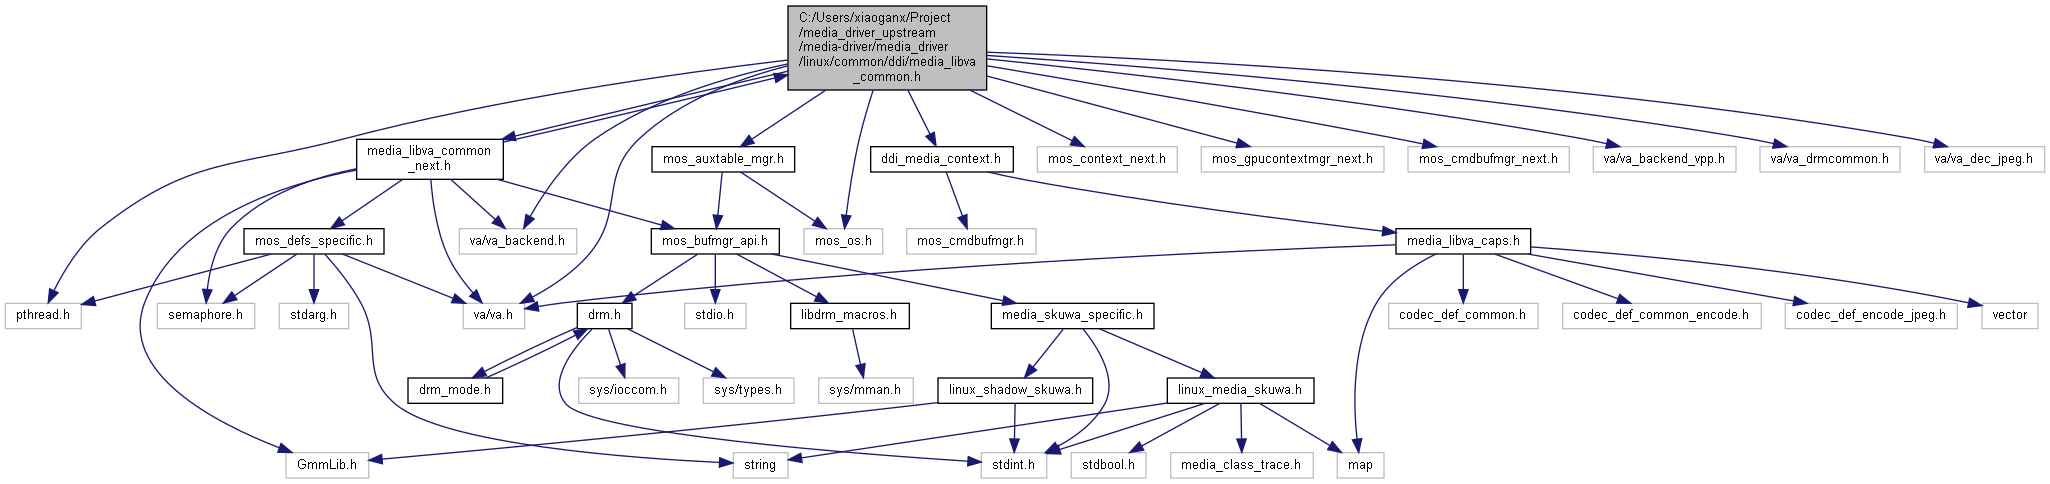 C:/Users/xiaoganx/Project
/media_driver_upstream
/media-driver/media_driver
/linux/common/ddi/media_libva
_common.h
media_libva_common
_next.h
mos_auxtable_mgr.h
ddi_media_context.h
mos_context_next.h
mos_gpucontextmgr_next.h
mos_cmdbufmgr_next.h
va/va_backend_vpp.h
va/va_drmcommon.h
va/va_dec_jpeg.h
mos_defs_specific.h
va/va_backend.h
mos_bufmgr_api.h
mos_os.h
mos_cmdbufmgr.h
media_libva_caps.h
pthread.h
semaphore.h
stdarg.h
va/va.h
drm.h
stdio.h
libdrm_macros.h
media_skuwa_specific.h
codec_def_common.h
codec_def_common_encode.h
codec_def_encode_jpeg.h
vector
drm_mode.h
sys/ioccom.h
sys/types.h
sys/mman.h
linux_shadow_skuwa.h
linux_media_skuwa.h
GmmLib.h
string
stdint.h
stdbool.h
media_class_trace.h
map